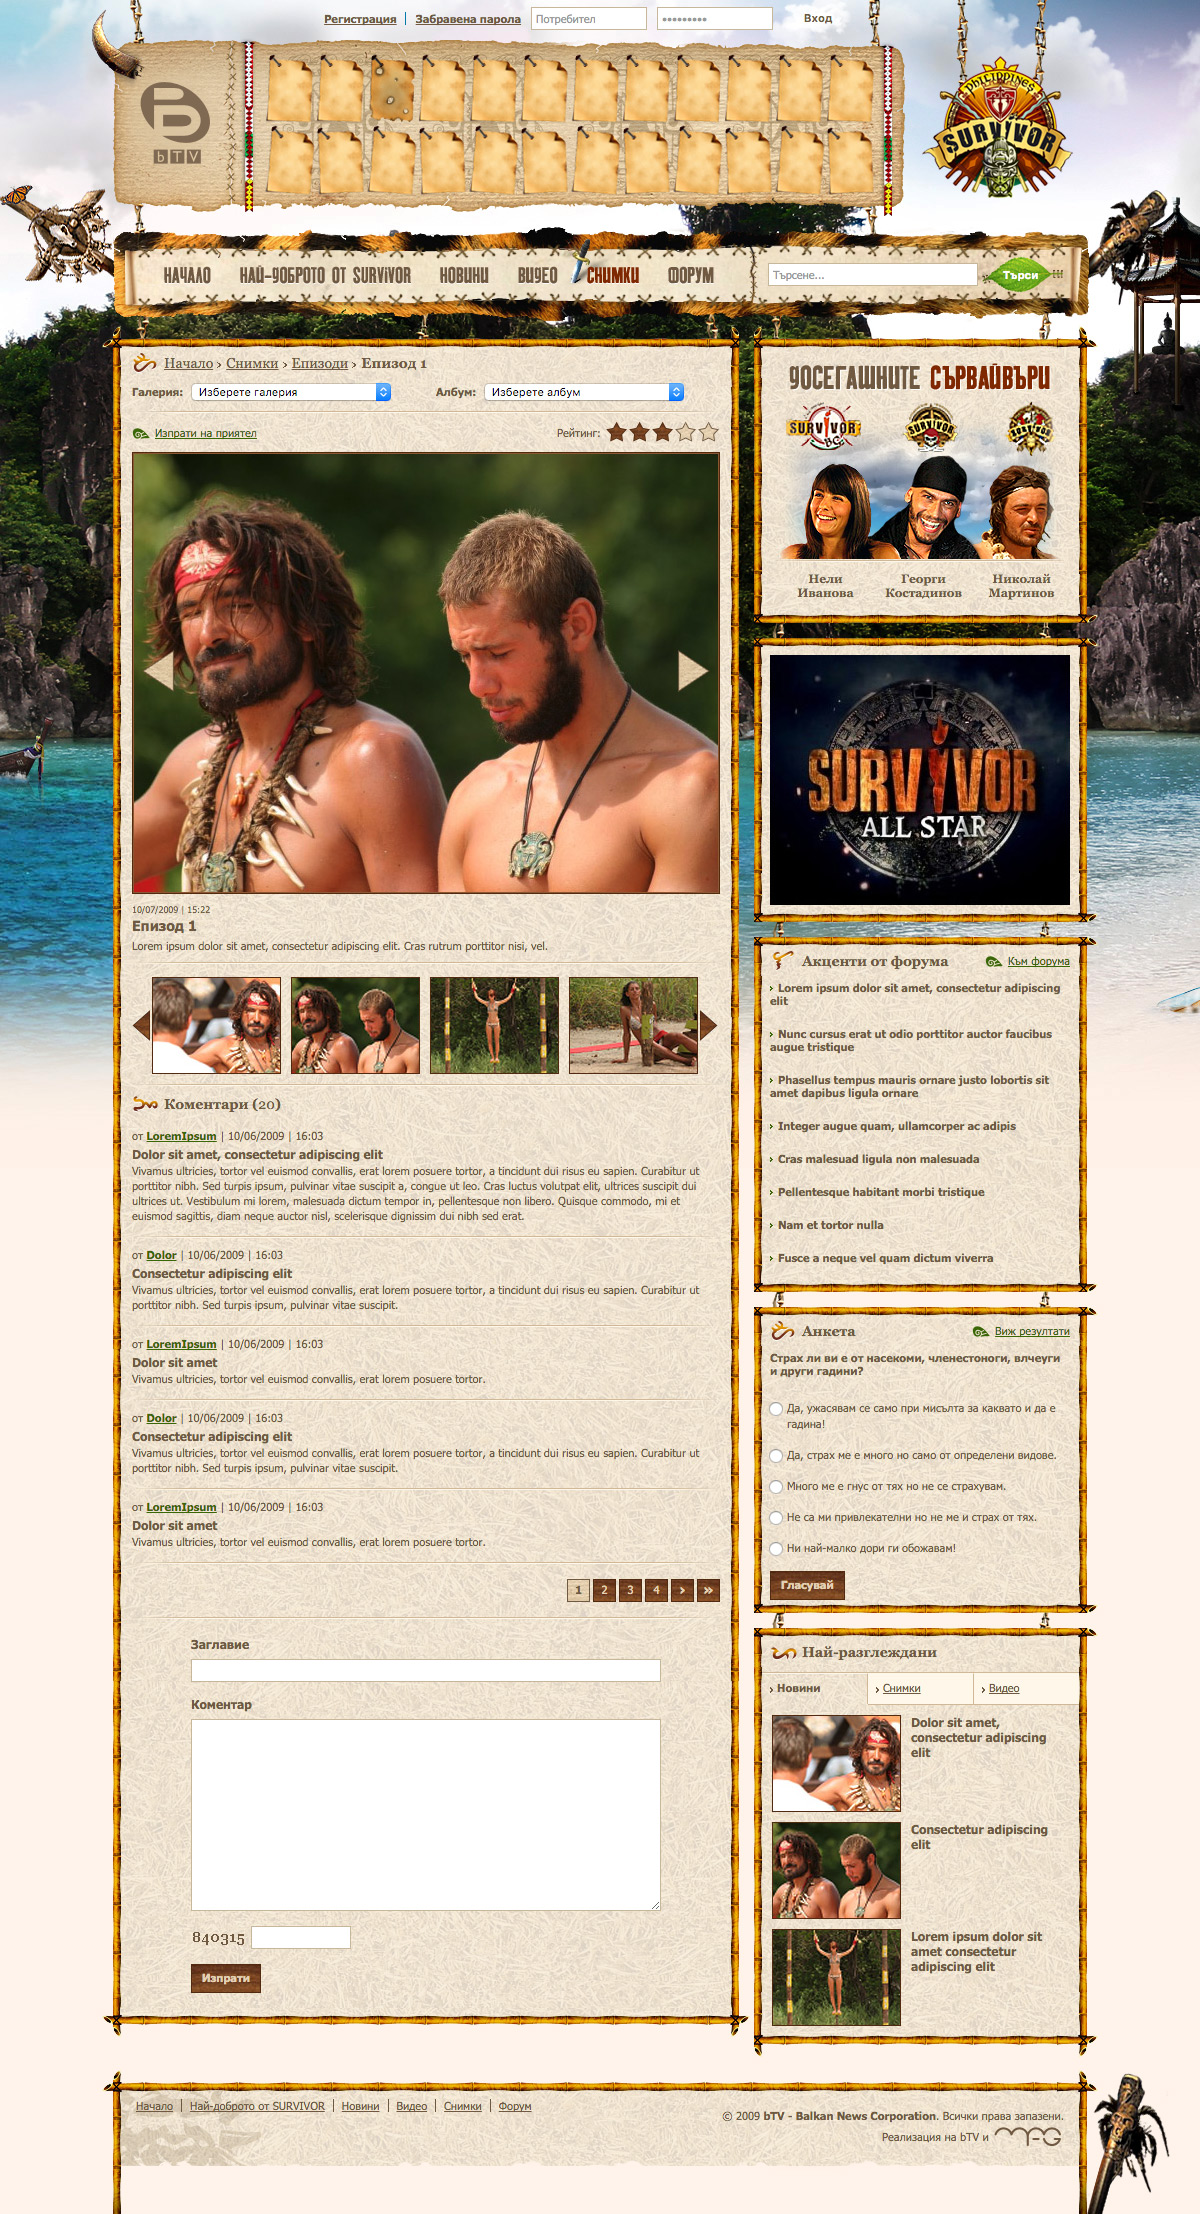 Регистрация | Забравена парола Потребител Вход
bTV
PHILIPPINES
SURVIVOR
НАЧАЛО НАЙ-ДОБРОТО ОТ SURVIVOR НОВИНИ ВИДЕО СНИМКИ ФОРУМ Търсене... Търси
Начало › Снимки › Епизоди › Епизод 1
Галерия: Изберете галерия Албум: Изберете албум
Изпрати на приятел Рейтинг:
10/07/2009 | 15:22
Епизод 1
Lorem ipsum dolor sit amet, consectetur adipiscing elit. Cras rutrum porttitor nisi, vel.
Коментари (20)
от LoremIpsum | 10/06/2009 | 16:03
Dolor sit amet, consectetur adipiscing elit
Vivamus ultricies, tortor vel euismod convallis, erat lorem posuere tortor, a tincidunt dui risus eu sapien. Curabitur ut
porttitor nibh. Sed turpis ipsum, pulvinar vitae suscipit a, congue ut leo. Cras luctus volutpat elit, ultrices suscipit dui
ultrices ut. Vestibulum mi lorem, malesuada dictum tempor in, pellentesque non libero. Quisque commodo, mi et
euismod sagittis, diam neque auctor nisl, scelerisque dignissim dui nibh sed erat.
от Dolor | 10/06/2009 | 16:03
Consectetur adipiscing elit
Vivamus ultricies, tortor vel euismod convallis, erat lorem posuere tortor, a tincidunt dui risus eu sapien. Curabitur ut
porttitor nibh. Sed turpis ipsum, pulvinar vitae suscipit.
от LoremIpsum | 10/06/2009 | 16:03
Dolor sit amet
Vivamus ultricies, tortor vel euismod convallis, erat lorem posuere tortor.
от Dolor | 10/06/2009 | 16:03
Consectetur adipiscing elit
Vivamus ultricies, tortor vel euismod convallis, erat lorem posuere tortor, a tincidunt dui risus eu sapien. Curabitur ut
porttitor nibh. Sed turpis ipsum, pulvinar vitae suscipit.
от LoremIpsum | 10/06/2009 | 16:03
Dolor sit amet
Vivamus ultricies, tortor vel euismod convallis, erat lorem posuere tortor.
1 2 3 4 › »
Заглавие
Коментар
840315
Изпрати
ДОСЕГАШНИТЕ СЪРВАЙВЪРИ
SURVIVOR BG SURVIVOR SURVIVOR
Нели Георги Николай
Иванова Костадинов Мартинов
SURVIVOR
ALL STAR
Акценти от форума Към форума
› Lorem ipsum dolor sit amet, consectetur adipiscing
elit
› Nunc cursus erat ut odio porttitor auctor faucibus
augue tristique
› Phasellus tempus mauris ornare justo lobortis sit
amet dapibus ligula ornare
› Integer augue quam, ullamcorper ac adipis
› Cras malesuad ligula non malesuada
› Pellentesque habitant morbi tristique
› Nam et tortor nulla
› Fusce a neque vel quam dictum viverra
Анкета Виж резултати
Страх ли ви е от насекоми, членестоноги, влчеуги
и други гадини?
Да, ужасявам се само при мисълта за каквато и да е
гадина!
Да, страх ме е много но само от определени видове.
Много ме е гнус от тях но не се страхувам.
Не са ми привлекателни но не ме и страх от тях.
Ни най-малко дори ги обожавам!
Гласувай
Най-разглеждани
› Новини › Снимки › Видео
Dolor sit amet,
consectetur adipiscing
elit
Consectetur adipiscing
elit
Lorem ipsum dolor sit
amet consectetur
adipiscing elit
Начало | Най-доброто от SURVIVOR | Новини | Видео | Снимки | Форум
© 2009 bTV - Balkan News Corporation. Всички права запазени.
Реализация на bTV и MFG